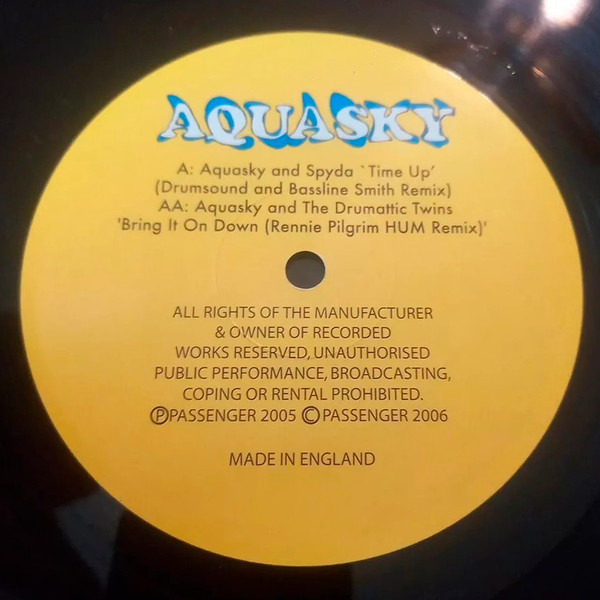 AQUASKY
A: Aquasky and Spyda `Time Up'
(Drumsound and Bassline Smith Remix)
AA: Aquasky and The Drumattic Twins
'Bring It On Down (Rennie Pilgrim HUM Remix)'
ALL RIGHTS OF THE MANUFACTURER
& OWNER OF RECORDED
WORKS RESERVED, UNAUTHORISED
PUBLIC PERFORMANCE, BROADCASTING,
COPING OR RENTAL PROHIBITED.
℗PASSENGER 2005 ©PASSENGER 2006
MADE IN ENGLAND